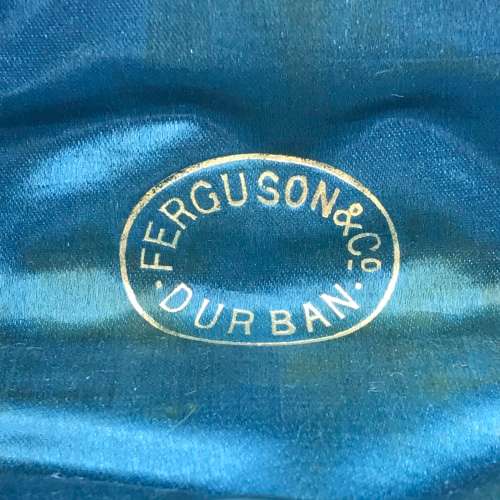 FERGUSON & Co
· DURBAN ·